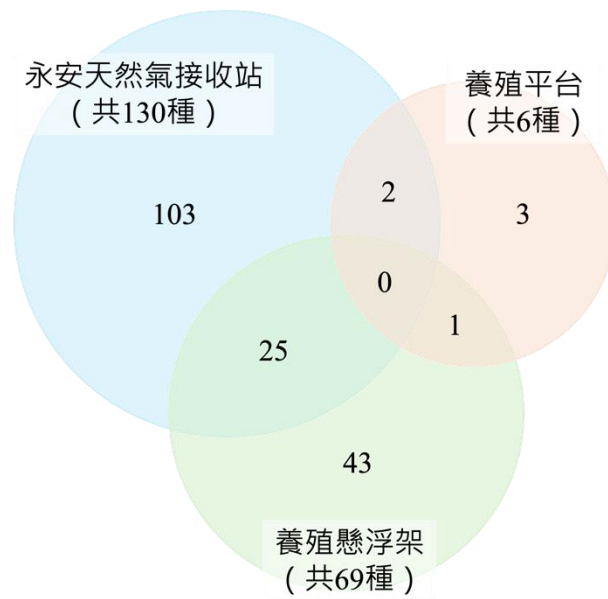 永安天然氣接收站
（共130種）
養殖平台
（共6種）
103
2
3
0
1
25
43
養殖懸浮架
（共69種）